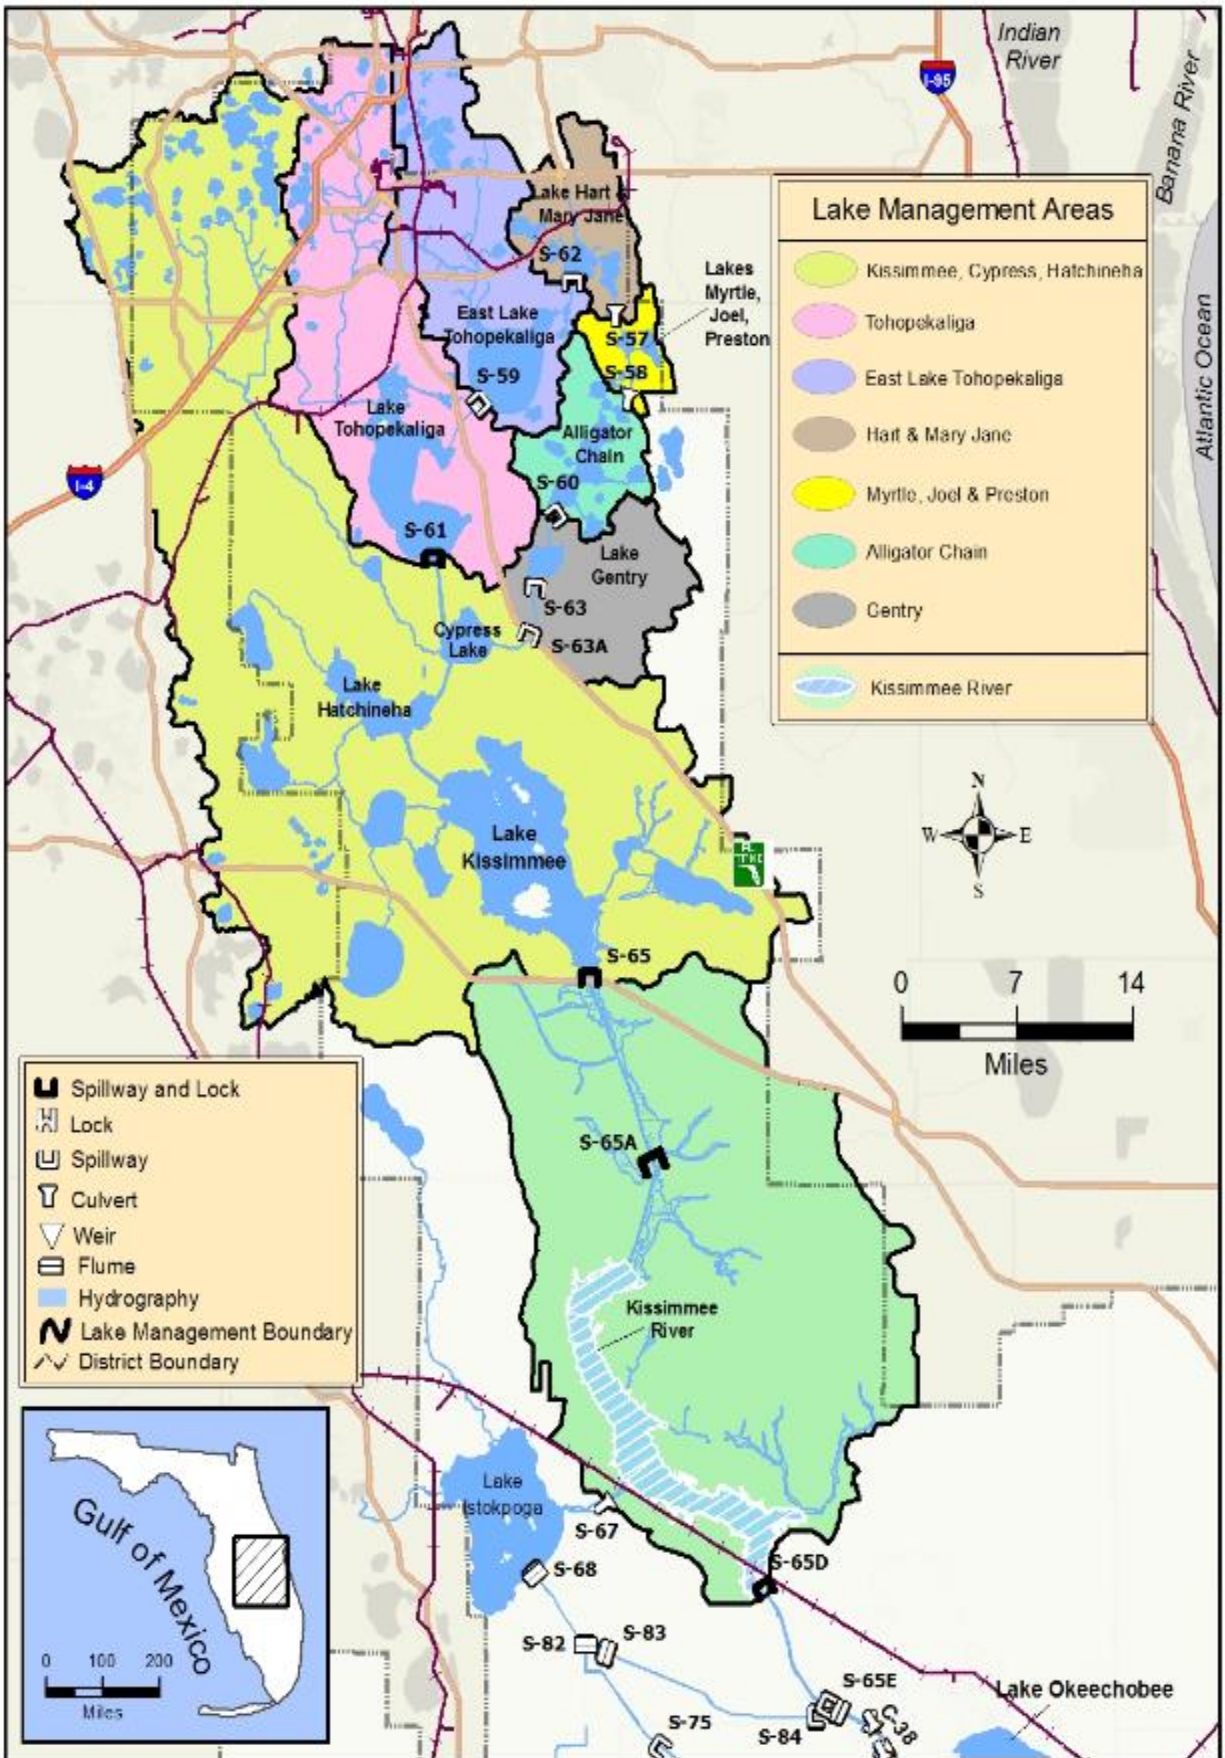 Indian
River
I-95
Banana River
Atlantic Ocean
Lake Management Areas
Kissimmee, Cypress, Hatchineha
Tohopekaliga
East Lake Tohopekaliga
Hart & Mary Jane
Myrtle, Joel & Preston
Alligator Chain
Gentry
Kissimmee River
Lake Hart &
Mary Jane
S-62
Lakes
Myrtle,
Joel,
Preston
East Lake
Tohopekaliga
S-57
S-58
S-59
Lake
Tohopekaliga
Alligator
Chain
I-4
S-60
S-61
Lake
Gentry
S-63
Cypress
Lake
S-63A
Lake
Hatchineha
Lake
Kissimmee
N
W
E
S
S-65
0 7 14
Miles
Spillway and Lock
Lock
Spillway
Culvert
Weir
Flume
Hydrography
Lake Management Boundary
District Boundary
S-65A
Kissimmee
River
Lake
Istokpoga
S-67
S-68
S-65D
S-82
S-83
S-65E
S-84
C-38
S-75
Lake Okeechobee
Gulf of Mexico
0 100 200
Miles